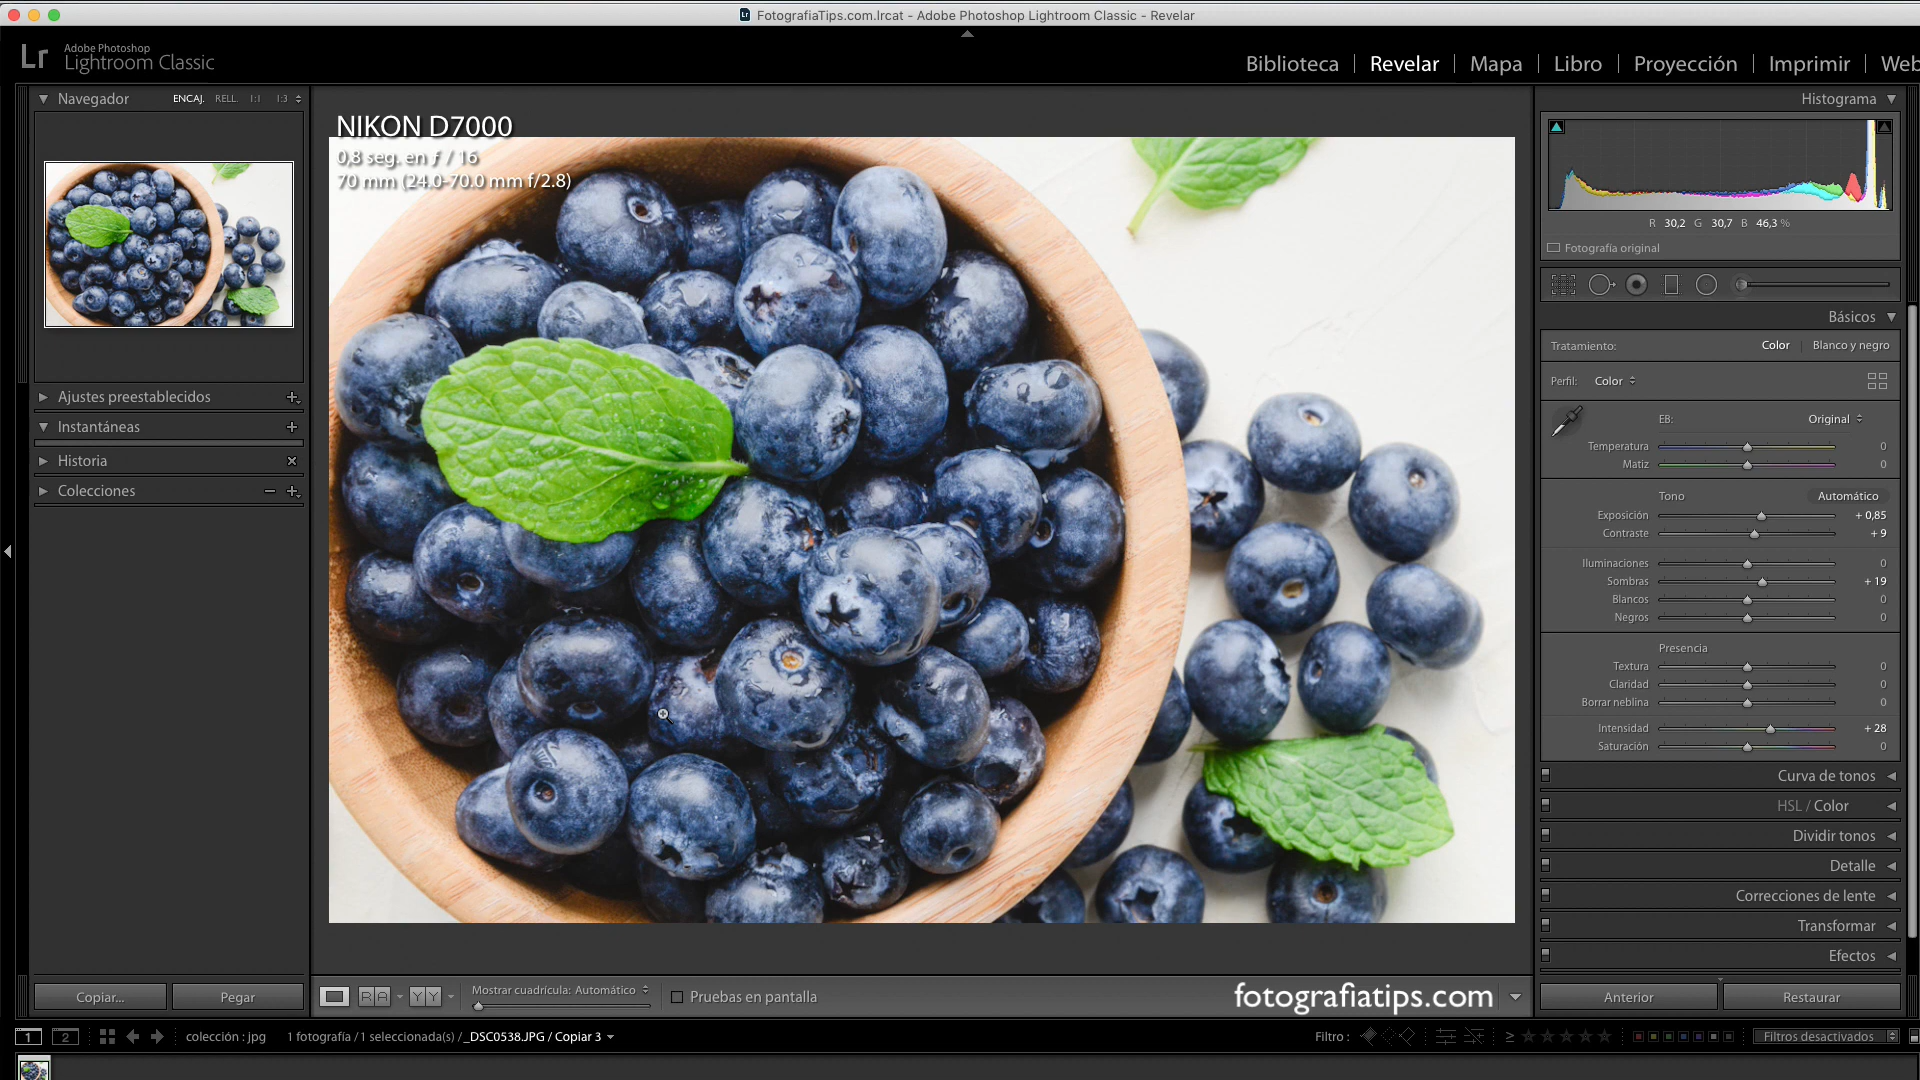 FotografiaTips.com.lrcat - Adobe Photoshop Lightroom Classic - Revelar
Lr Adobe Photoshop
Lightroom Classic
Biblioteca | Revelar | Mapa | Libro | Proyección | Imprimir | Web
Navegador ENCAJ. RELL. 1:1 1:3
Histograma
NIKON D7000
0,8 seg. en ƒ / 16
70 mm (24.0-70.0 mm f/2.8)
R 30,2 G 30,7 B 46,3 %
Fotografía original
Básicos
Tratamiento: Color | Blanco y negro
Perfil: Color
EB: Original
Temperatura 0
Matiz 0
Tono Automático
Exposición + 0,85
Contraste + 9
Iluminaciones 0
Sombras + 19
Blancos 0
Negros 0
Presencia
Textura 0
Claridad 0
Borrar neblina 0
Intensidad + 28
Saturación 0
Curva de tonos
HSL / Color
Dividir tonos
Detalle
Correcciones de lente
Transformar
Efectos
Ajustes preestablecidos
Instantáneas
Historia
Colecciones
Copiar... Pegar
R A Y Y Mostrar cuadrícula: Automático Pruebas en pantalla
fotografiatips.com
Anterior Restaurar
1 2 colección : jpg 1 fotografía / 1 seleccionada(s) / _DSC0538.JPG / Copiar 3
Filtro : ≥ Filtros desactivados